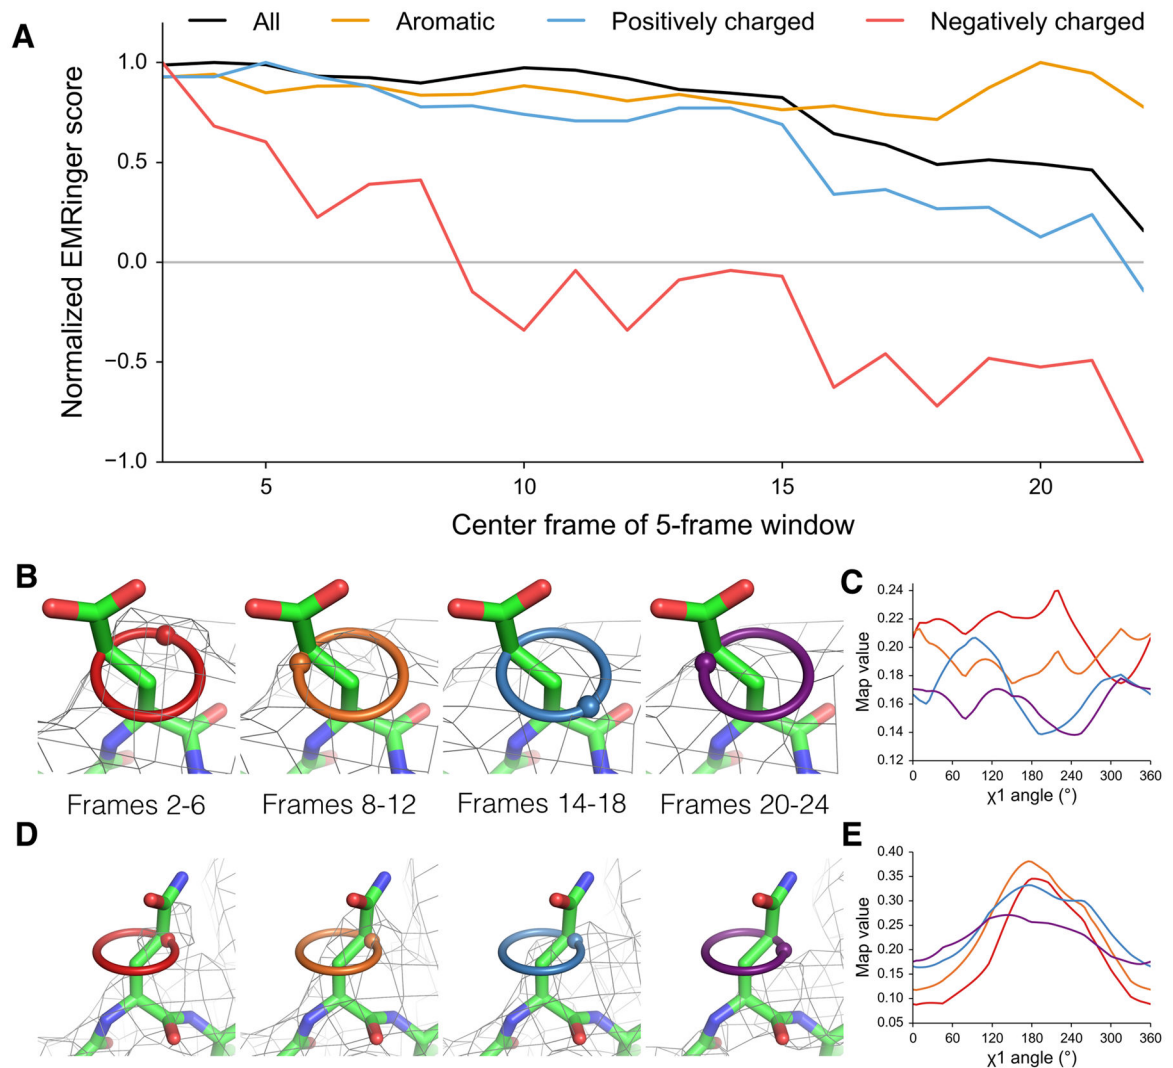 A
All Aromatic Positively charged Negatively charged
Normalized EMRinger score
1.0
0.5
0.0
−0.5
−1.0
5 10 15 20
Center frame of 5-frame window
B
Frames 2-6 Frames 8-12 Frames 14-18 Frames 20-24
C
Map value
0.24
0.22
0.20
0.18
0.16
0.14
0.12
0 60 120 180 240 300 360
χ1 angle (°)
D
E
Map value
0.40
0.35
0.30
0.25
0.20
0.15
0.10
0.05
0 60 120 180 240 300 360
χ1 angle (°)